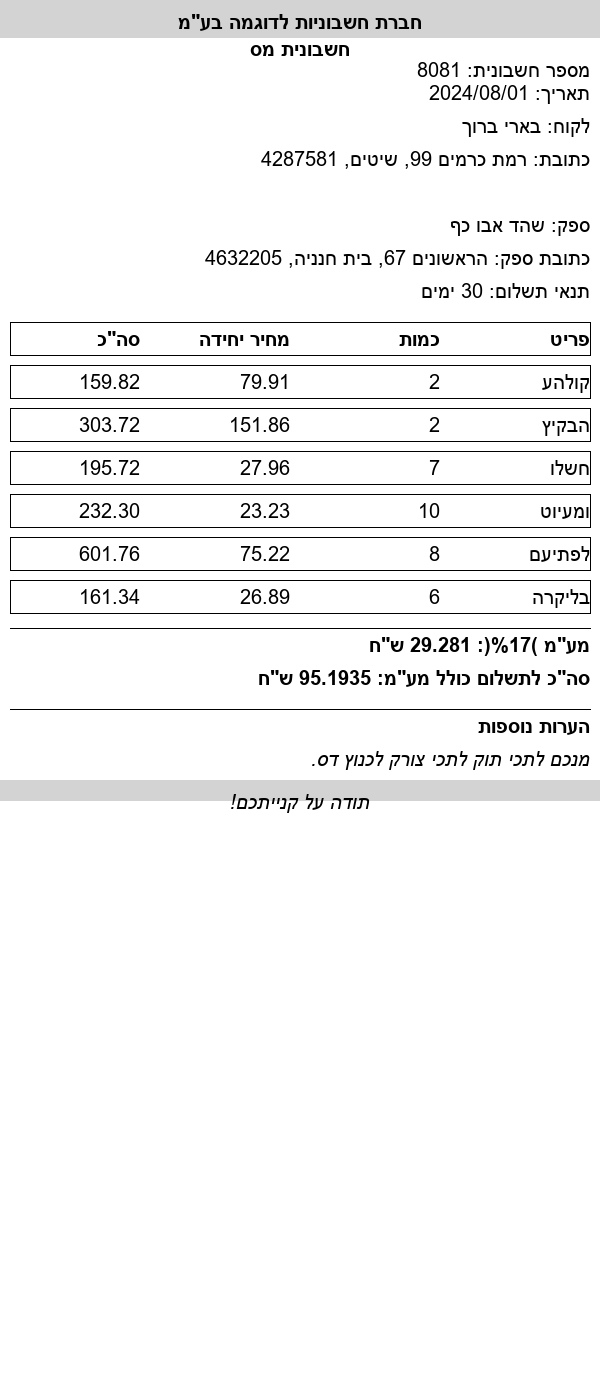 חברת חשבוניות לדוגמה בע"מ
חשבונית מס
מספר חשבונית: 8081
תאריך: 2024/08/01
לקוח: בארי ברוך
כתובת: רמת כרמים 99, שיטים, 4287581
ספק: שהד אבו כף
כתובת ספק: הראשונים 67, בית חנניה, 4632205
תנאי תשלום: 30 ימים
פריט כמות מחיר יחידה סה"כ
קולהע 2 79.91 159.82
הבקיץ 2 151.86 303.72
חשלו 7 27.96 195.72
ומעיוט 10 23.23 232.30
לפתיעם 8 75.22 601.76
בליקרה 6 26.89 161.34
מע"מ )17%(: 29.281 ש"ח
סה"כ לתשלום כולל מע"מ: 95.1935 ש"ח
הערות נוספות
מנכם לתכי תוק לתכי צורק לכנוץ דס.
תודה על קנייתכם!